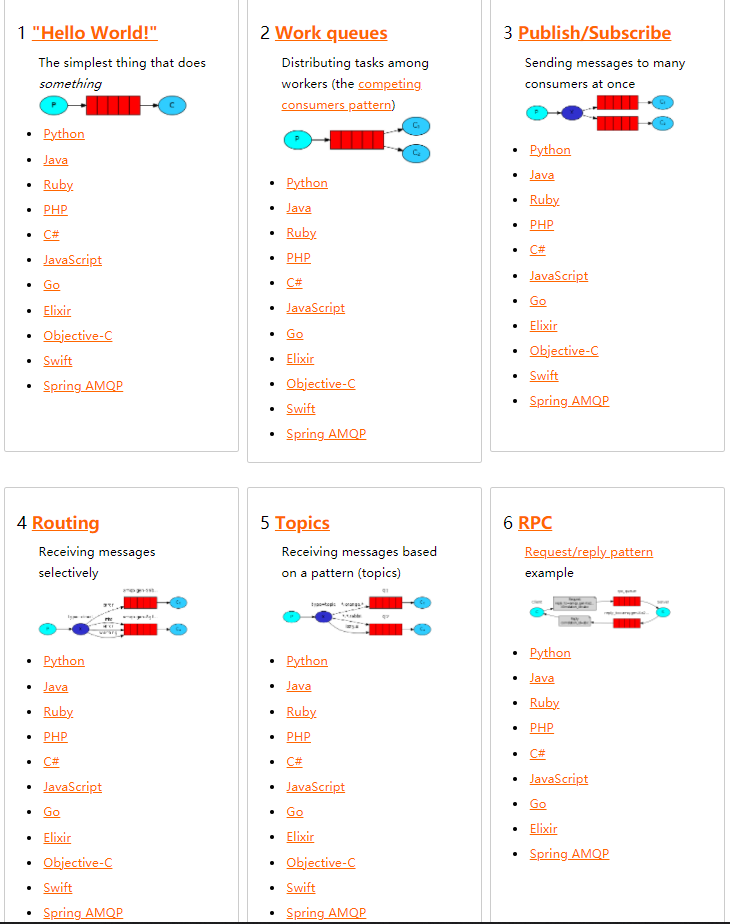 1 "Hello World!"
The simplest thing that does
something
P
C
Python
Java
Ruby
PHP
C#
JavaScript
Go
Elixir
Objective-C
Swift
Spring AMQP
2 Work queues
Distributing tasks among
workers (the competing
consumers pattern)
P
C₁
C₂
Python
Java
Ruby
PHP
C#
JavaScript
Go
Elixir
Objective-C
Swift
Spring AMQP
3 Publish/Subscribe
Sending messages to many
consumers at once
P
X
C₁
C₂
Python
Java
Ruby
PHP
C#
JavaScript
Go
Elixir
Objective-C
Swift
Spring AMQP
4 Routing
Receiving messages
selectively
Python
Java
Ruby
PHP
C#
JavaScript
Go
Elixir
Objective-C
Swift
Spring AMQP
5 Topics
Receiving messages based
on a pattern (topics)
Python
Java
Ruby
PHP
C#
JavaScript
Go
Elixir
Objective-C
Swift
Spring AMQP
6 RPC
Request/reply pattern
example
Python
Java
Ruby
PHP
C#
JavaScript
Go
Elixir
Spring AMQP